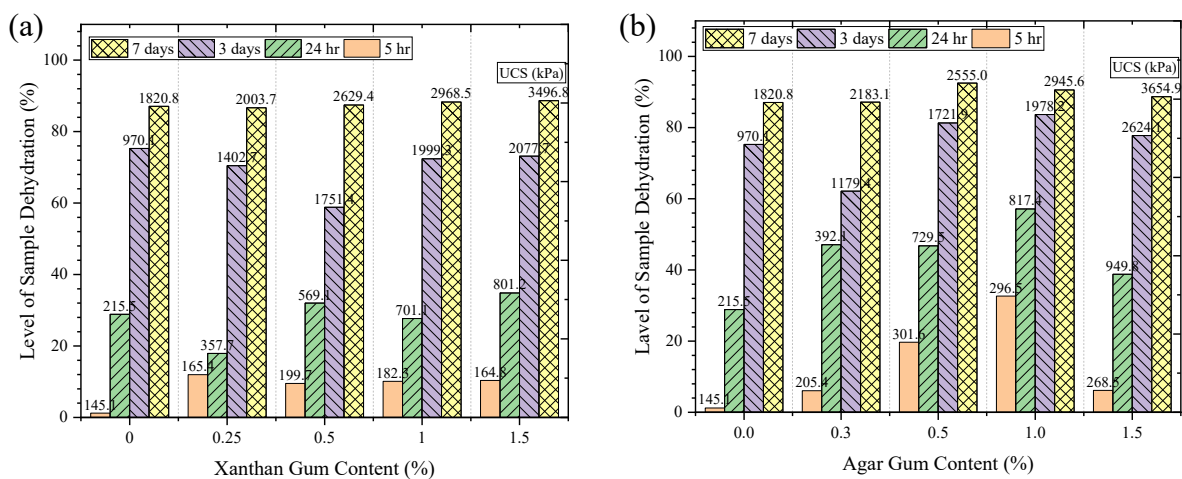 (a)
7 days 3 days 24 hr 5 hr
UCS (kPa)
Level of Sample Dehydration (%)
100
80
60
40
20
0
145.1 215.5 970.1 1820.8
165.4 357.7 1402.7 2003.7
199.7 569.1 1751.4 2629.4
182.5 701.1 1999.3 2968.5
164.8 801.2 2077.7 3496.8
0 0.25 0.5 1 1.5
Xanthan Gum Content (%)
(b)
7 days 3 days 24 hr 5 hr
UCS (kPa)
Lavel of Sample Dehydration (%)
100
80
60
40
20
0
145.1 215.5 970.1 1820.8
205.4 392.1 1179.4 2183.1
301.6 729.5 1721.9 2555.0
296.5 817.4 1978.2 2945.6
268.5 949.8 2624.1 3654.9
0.0 0.3 0.5 1.0 1.5
Agar Gum Content (%)